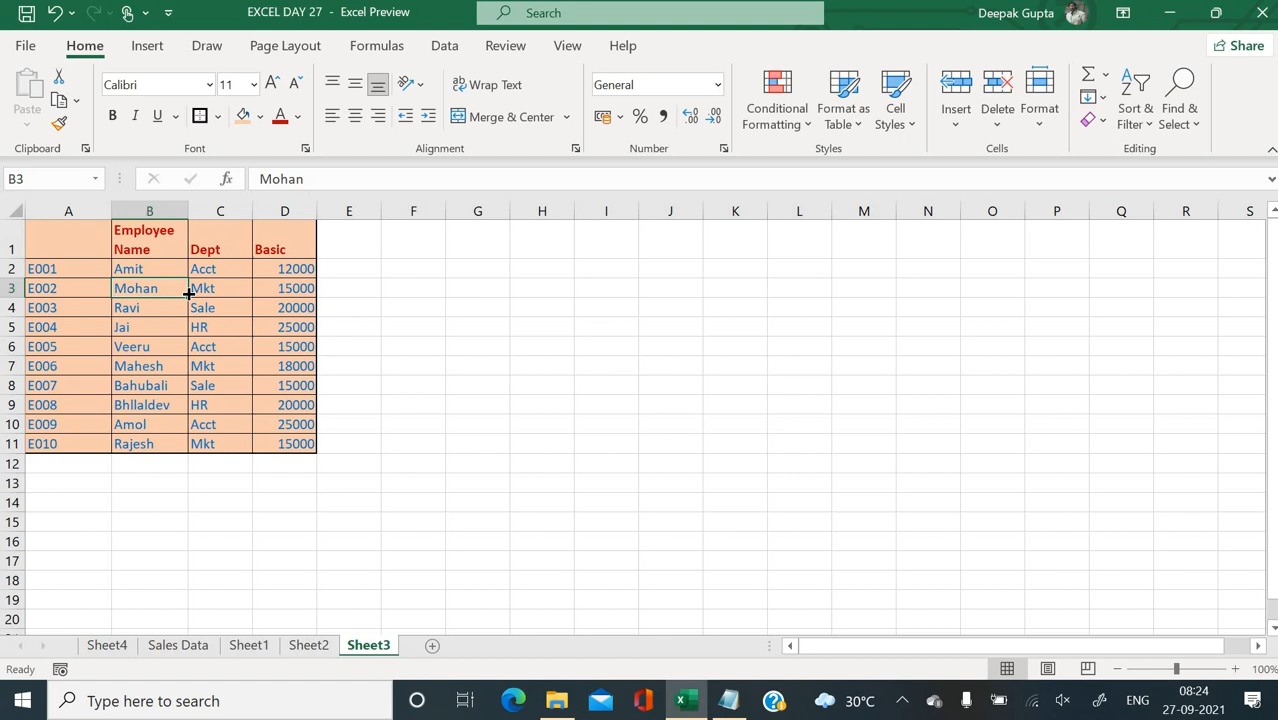 EXCEL DAY 27 - Excel Preview
Search
Deepak Gupta
File Home Insert Draw Page Layout Formulas Data Review View Help
Share
Paste
Calibri 11
Wrap Text
Merge & Center
General
Conditional Formatting
Format as Table
Cell Styles
Insert
Delete
Format
Sort & Filter
Find & Select
Clipboard Font Alignment Number Styles Cells Editing
B3 fx Mohan
A B C D E F G H I J K L M N O P Q R S
1 Employee Name Dept Basic
2 E001 Amit Acct 12000
3 E002 Mohan Mkt 15000
4 E003 Ravi Sale 20000
5 E004 Jai HR 25000
6 E005 Veeru Acct 15000
7 E006 Mahesh Mkt 18000
8 E007 Bahubali Sale 15000
9 E008 Bhllaldev HR 20000
10 E009 Amol Acct 25000
11 E010 Rajesh Mkt 15000
12
13
14
15
16
17
18
19
20
Sheet4 Sales Data Sheet1 Sheet2 Sheet3
Ready 100%
Type here to search
30°C
ENG
08:24
27-09-2021